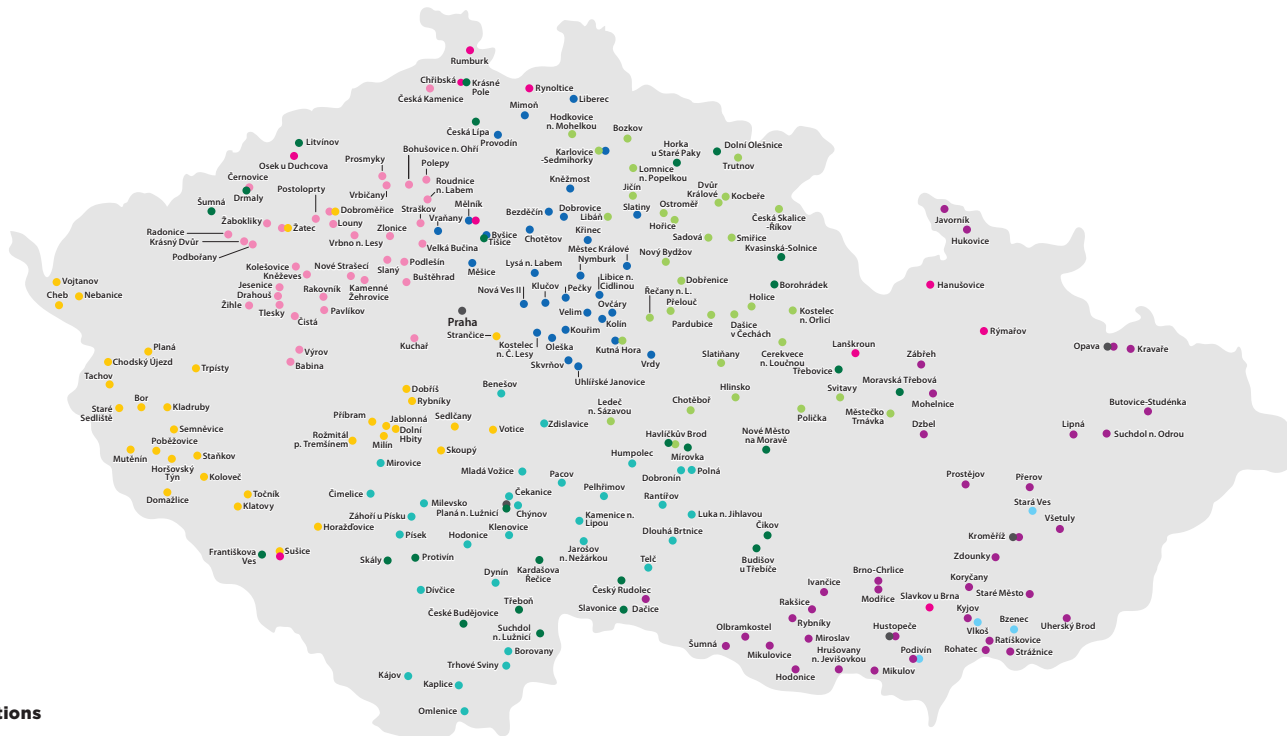 Rumburk
Chřibská
Krásné
Pole
Česká Kamenice
Rynoltice
Liberec
Mimoň
Hodkovice
n. Mohelkou
Bozkov
Česká Lípa
Provodín
Karlovice
-Sedmihorky
Horka
u Staré Paky
Dolní Olešnice
Trutnov
Litvínov
Osek u Duchcova
Bohušovice n. Ohří
Prosmyky
Polepy
Lomnice
n. Popelkou
Černovice
Drmaly
Postoloprty
Vrbičany
Roudnice
n. Labem
Kněžmost
Jičín
Dvůr
Králové
Kocbeře
Šumná
Žabokliky
Dobroměřice
Straškov
Mělník
Bezděčín
Dobrovice
Libáň
Slatiny
Ostroměř
Hořice
Česká Skalice
-Říkov
Javorník
Žatec
Louny
Vraňany
Radonice
Krásný Dvůr
Vrbno n. Lesy
Zlonice
Byšice
Tišice
Chotětov
Křinec
Sadová
Smiřice
Hukovice
Podbořany
Velká Bučina
Městec Králové
Nymburk
Nový Bydžov
Kvasinská-Solnice
Kolešovice
Kněževes
Nové Strašecí
Slaný
Podlešín
Měšice
Lysá n. Labem
Libice n.
Cidlinou
Vojtanov
Jesenice
Drahouš
Rakovník
Kamenné
Žehrovice
Buštěhrad
Nová Ves II
Klučov
Pečky
Řečany n. L.
Dobřenice
Borohrádek
Hanušovice
Cheb
Nebanice
Žihle
Tlesky
Pavlíkov
Čistá
Praha
Velim
Ovčáry
Kolín
Přelouč
Pardubice
Holice
Dašice
v Čechách
Kostelec
n. Orlicí
Strančice
Kouřim
Rýmařov
Planá
Výrov
Kuchař
Kostelec
n. Č. Lesy
Oleška
Kutná Hora
Lanškroun
Opava
Kravaře
Chodský Újezd
Babina
Skvrňov
Vrdy
Slatiňany
Cerekvece
n. Loučnou
Zábřeh
Tachov
Trpísty
Uhlířské Janovice
Třebovice
Moravská Třebová
Dobříš
Benešov
Hlinsko
Svitavy
Mohelnice
Staré
Sedliště
Bor
Kladruby
Rybníky
Ledeč
n. Sázavou
Chotěboř
Polička
Městečko
Trnávka
Butovice-Studénka
Příbram
Jablonná
Dolní
Hbity
Sedlčany
Votice
Zdislavice
Semněvice
Poběžovice
Rožmitál
p. Tremšínem
Milín
Havlíčkův Brod
Mírovka
Nové Město
na Moravě
Dzbel
Lipná
Suchdol n. Odrou
Mutěnín
Horšovský
Týn
Staňkov
Skoupý
Humpolec
Dobronín
Polná
Koloveč
Mirovice
Mladá Vožice
Pacov
Domažlice
Točník
Klatovy
Čimelice
Milevsko
Čekanice
Planá n. Lužnicí
Chýnov
Pelhřimov
Rantířov
Prostějov
Přerov
Stará Ves
Záhoří u Písku
Kamenice n.
Lipou
Luka n. Jihlavou
Všetuly
Horažďovice
Písek
Hodonice
Klenovice
Jarošov
n. Nežárkou
Dlouhá Brtnice
Číkov
Kroměříž
Františkova
Ves
Sušice
Skály
Protivín
Kardašova
Řečice
Telč
Budišov
u Třebíče
Zdounky
Divčice
Dynín
Český Rudolec
Ivančice
Brno-Chrlice
Modřice
Koryčany
Staré Město
České Budějovice
Třeboň
Slavonice
Dačice
Rakšice
Slavkov u Brna
Kyjov
Bzenec
Suchdol
n. Lužnicí
Olbramkostel
Rybníky
Hustopeče
Vlkoš
Uherský Brod
Šumná
Miroslav
Ratíškovice
Borovany
Mikulovice
Hrušovany
n. Jevišovkou
Podivín
Rohatec
Strážnice
Trhové Sviny
Kájov
Kaplice
Hodonice
Mikulov
Omlenice
tions